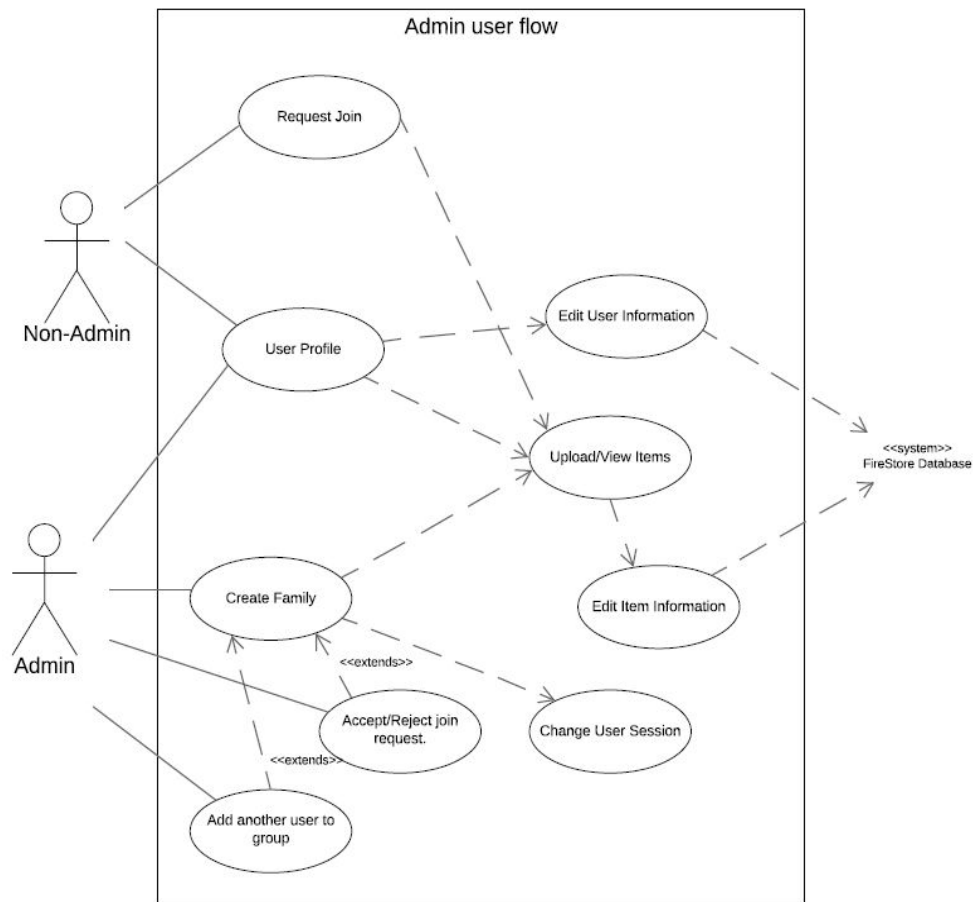 Admin user flow
Request Join
Non-Admin
Edit User Information
User Profile
Upload/View Items
<<system>>
FireStore Database
Admin
Create Family
Edit Item Information
<<extends>>
Accept/Reject join
request.
Change User Session
<<extends>>
Add another user to
group